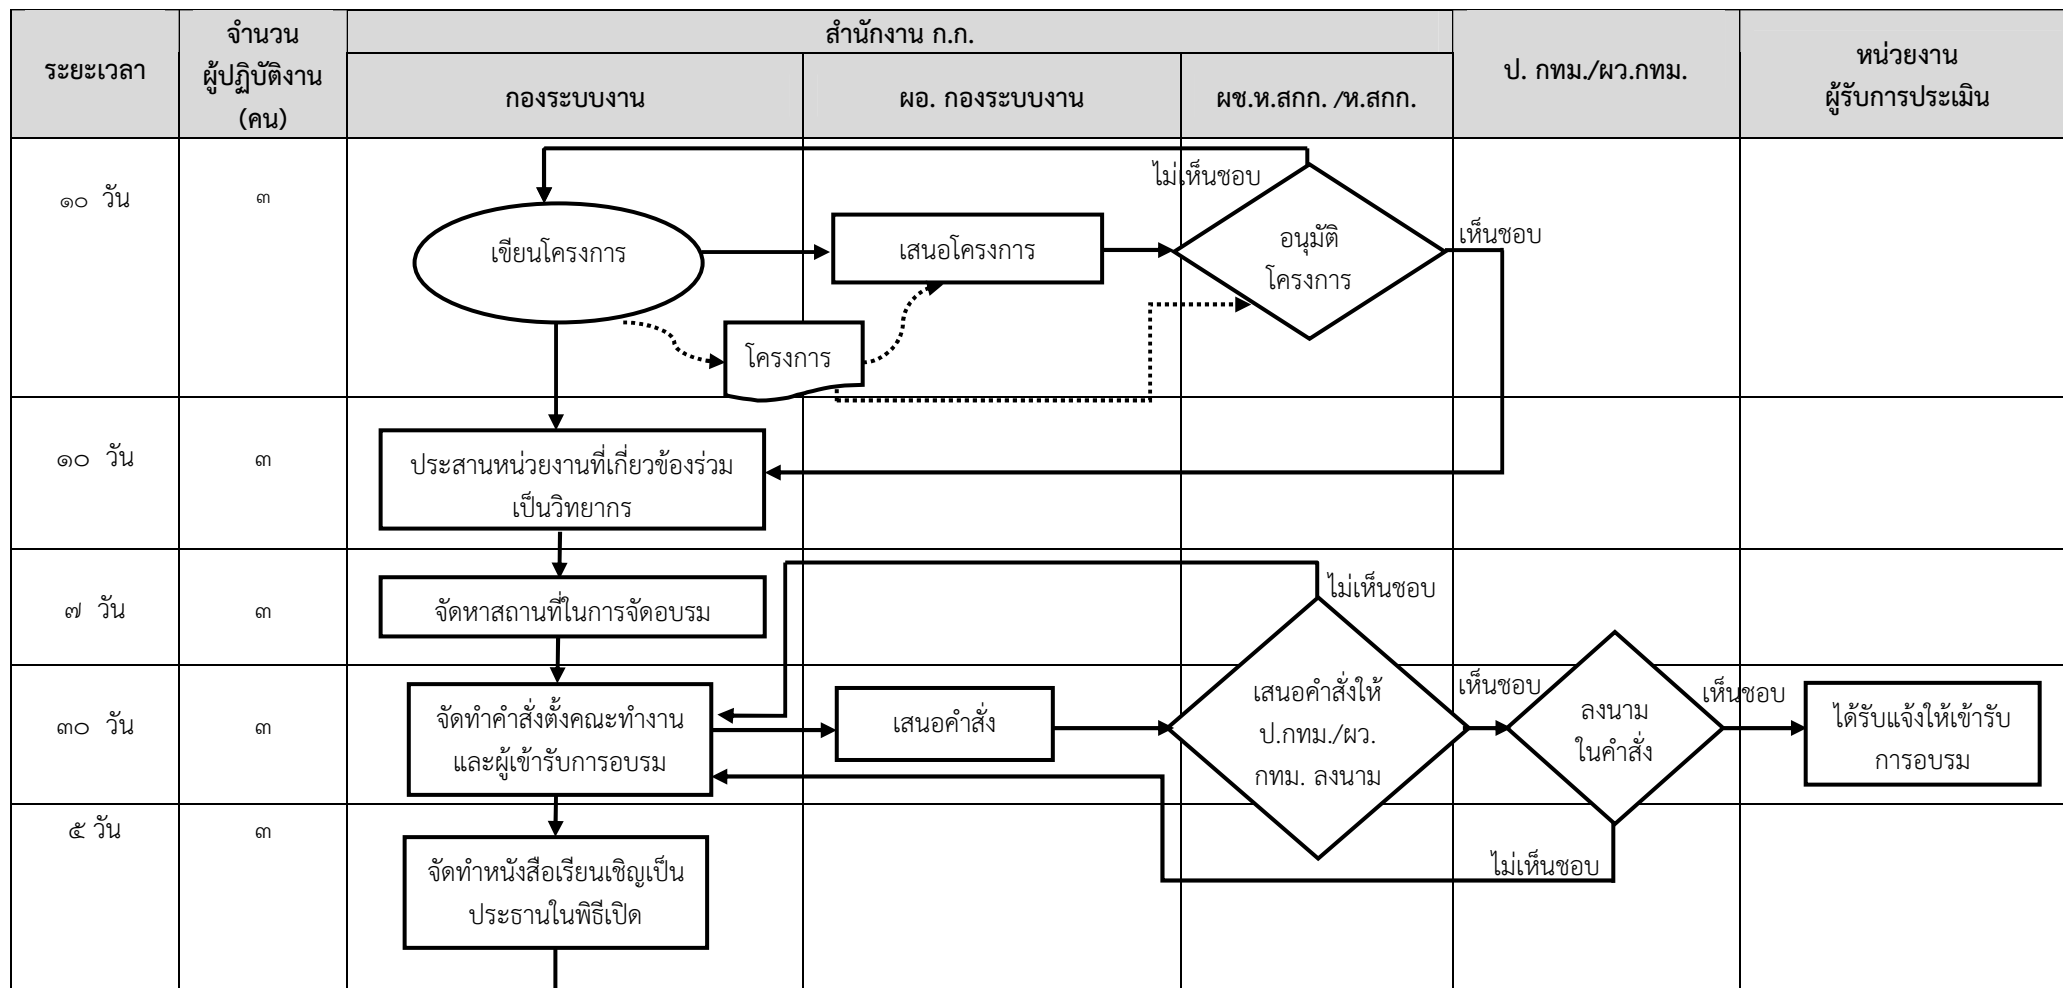 ระยะเวลา
จำนวน
ผู้ปฏิบัติงาน
(คน)
สำนักงาน ก.ก.
กองระบบงาน
ผอ. กองระบบงาน
ผช.ห.สกก. /ห.สกก.
ป. กทม./ผว.กทม.
หน่วยงาน
ผู้รับการประเมิน
๑๐ วัน
๓
เขียนโครงการ
เสนอโครงการ
ไม่เห็นชอบ
อนุมัติ
โครงการ
เห็นชอบ
โครงการ
๑๐ วัน
๓
ประสานหน่วยงานที่เกี่ยวข้องร่วม
เป็นวิทยากร
๗ วัน
๓
จัดหาสถานที่ในการจัดอบรม
ไม่เห็นชอบ
๓๐ วัน
๓
จัดทำคำสั่งตั้งคณะทำงาน
และผู้เข้ารับการอบรม
เสนอคำสั่ง
เสนอคำสั่งให้
ป.กทม./ผว.
กทม. ลงนาม
เห็นชอบ
ลงนาม
ในคำสั่ง
เห็นชอบ
ได้รับแจ้งให้เข้ารับ
การอบรม
๕ วัน
๓
จัดทำหนังสือเรียนเชิญเป็น
ประธานในพิธีเปิด
ไม่เห็นชอบ